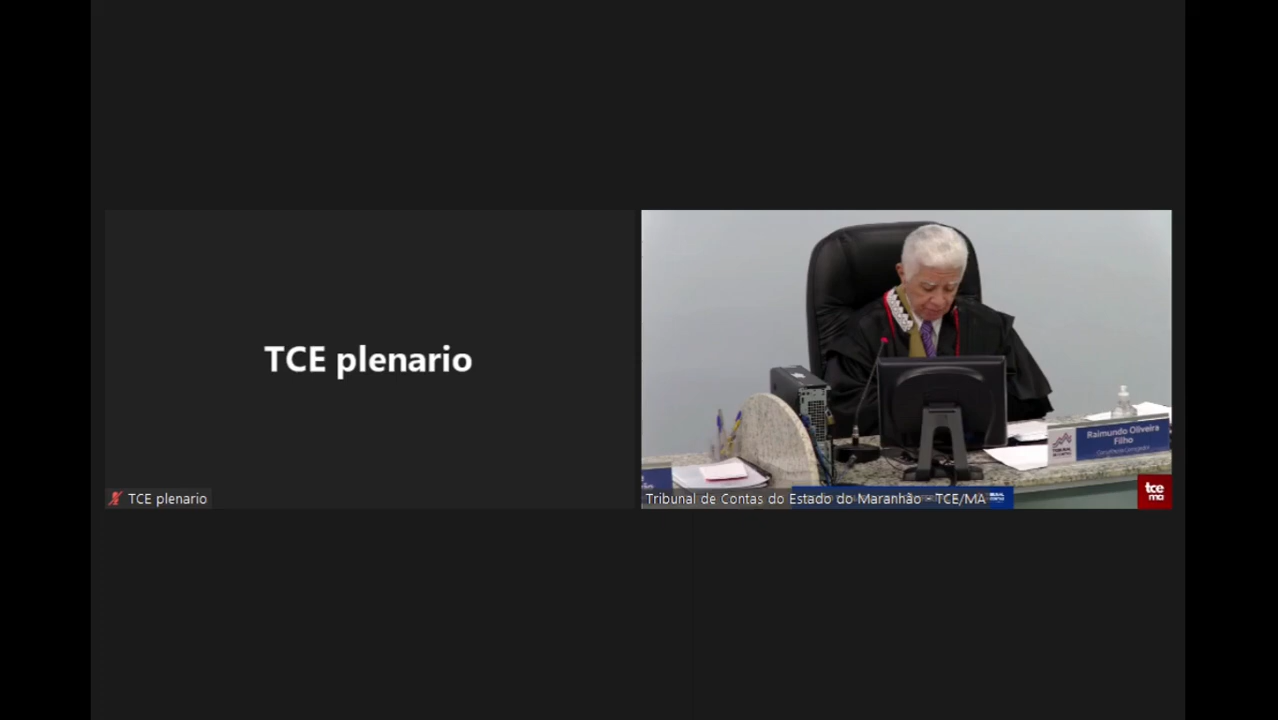 TCE plenario
TCE plenario
Raimundo Oliveira
Filho
Tribunal de Contas do Estado do Maranhão - TCE/MA
tce
ma